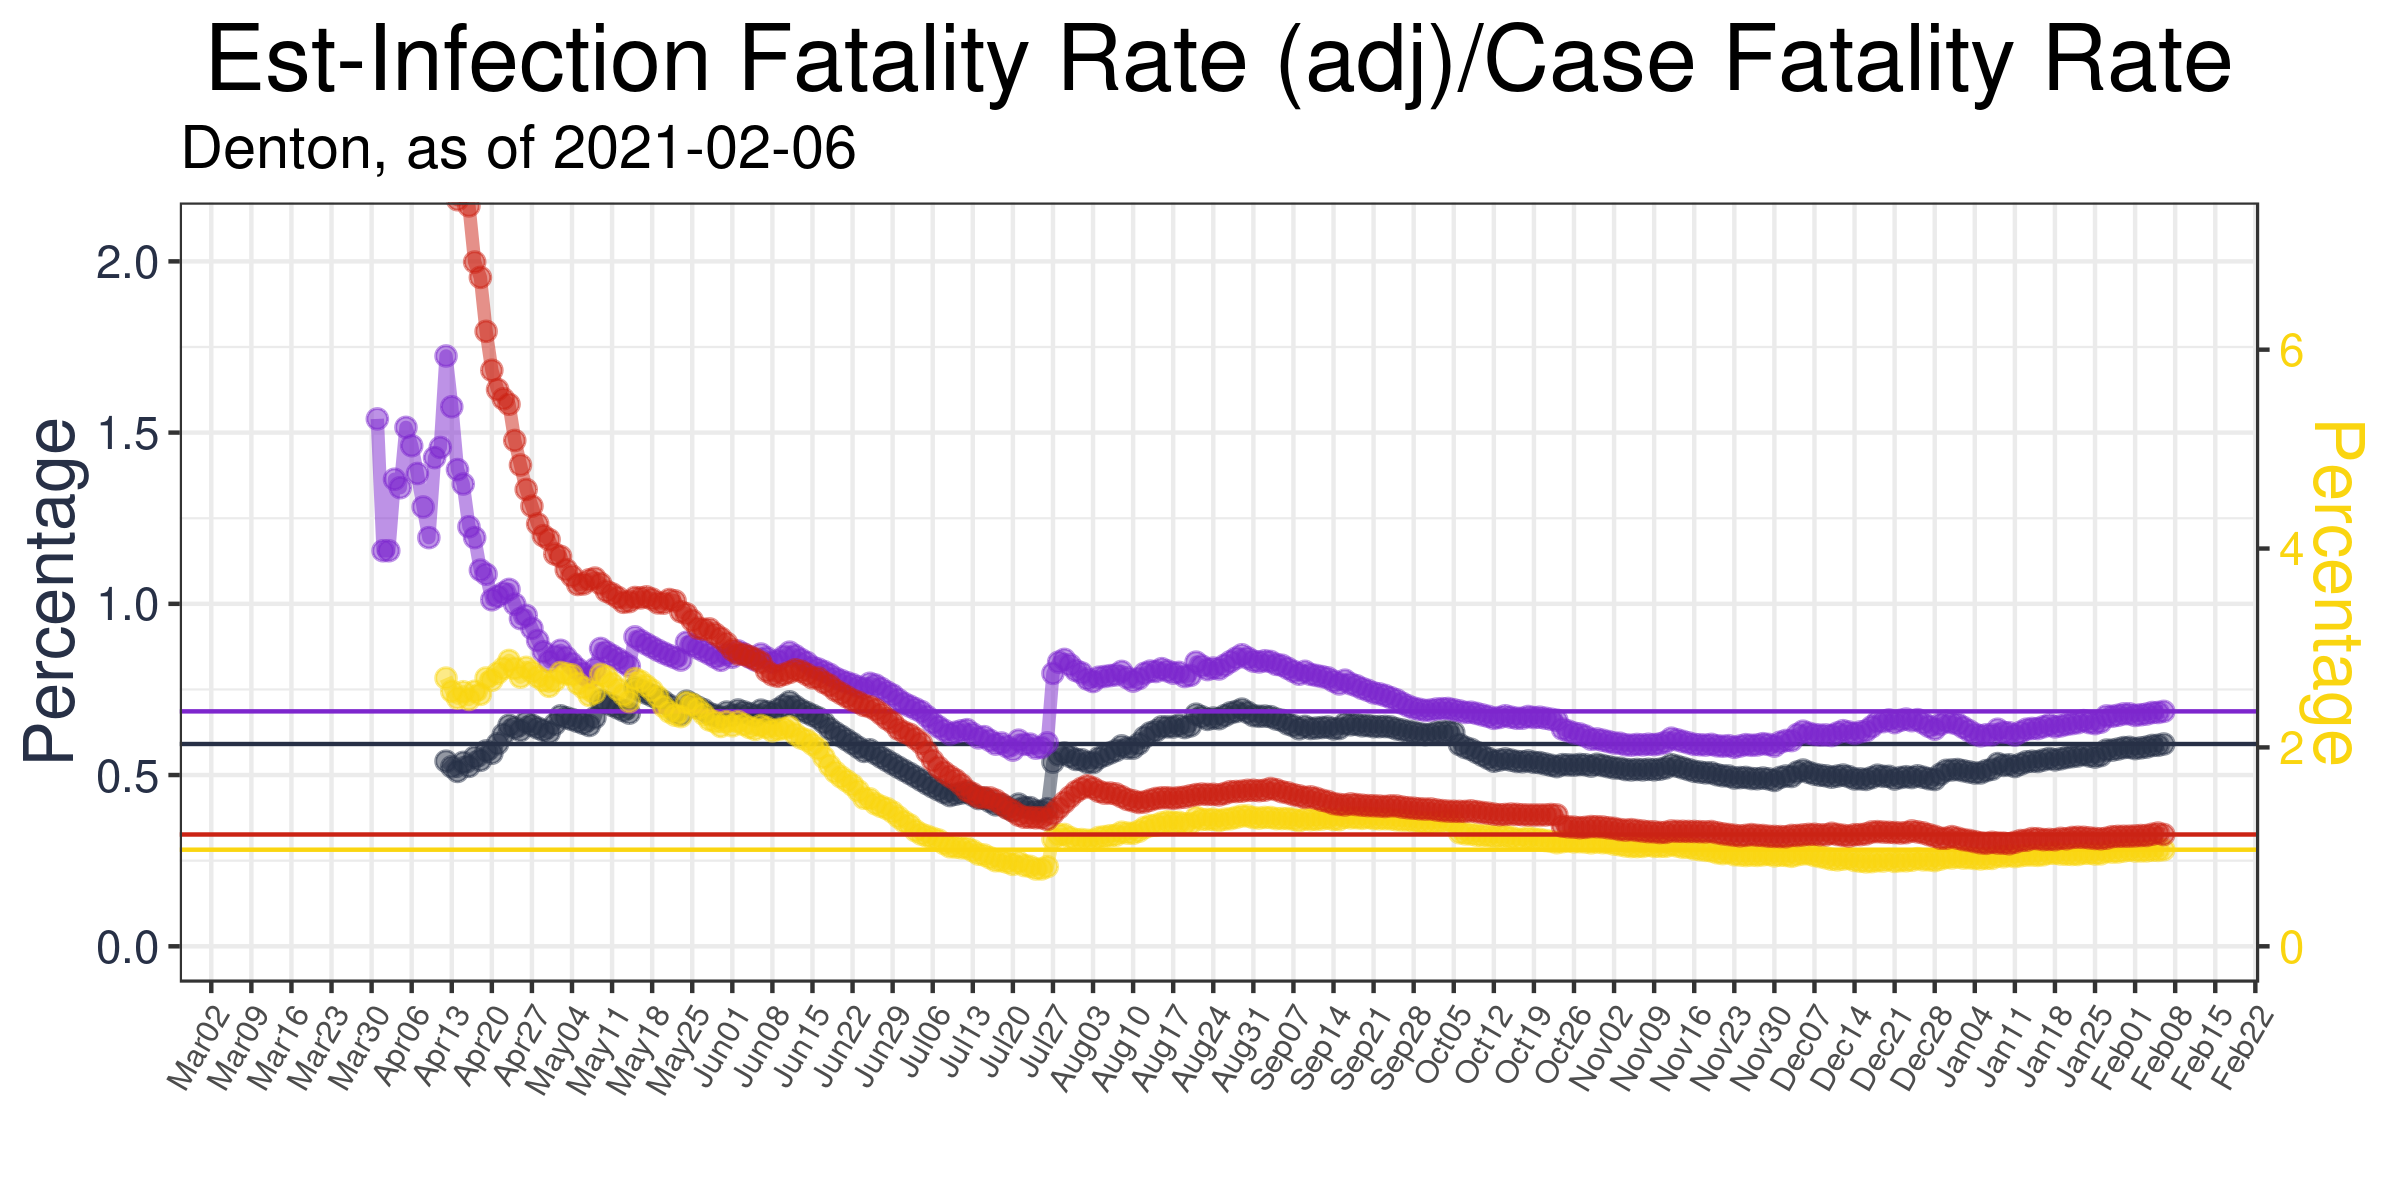 Est-Infection Fatality Rate (adj)/Case Fatality Rate
Denton, as of 2021-02-06
Percentage
2.0
1.5
1.0
0.5
0.0
6
4
2
0
Percentage
Mar02
Mar09
Mar16
Mar23
Mar30
Apr06
Apr13
Apr20
Apr27
May04
May11
May18
May25
Jun01
Jun08
Jun15
Jun22
Jun29
Jul06
Jul13
Jul20
Jul27
Aug03
Aug10
Aug17
Aug24
Aug31
Sep07
Sep14
Sep21
Sep28
Oct05
Oct12
Oct19
Oct26
Nov02
Nov09
Nov16
Nov23
Nov30
Dec07
Dec14
Dec21
Dec28
Jan04
Jan11
Jan18
Jan25
Feb01
Feb08
Feb15
Feb22